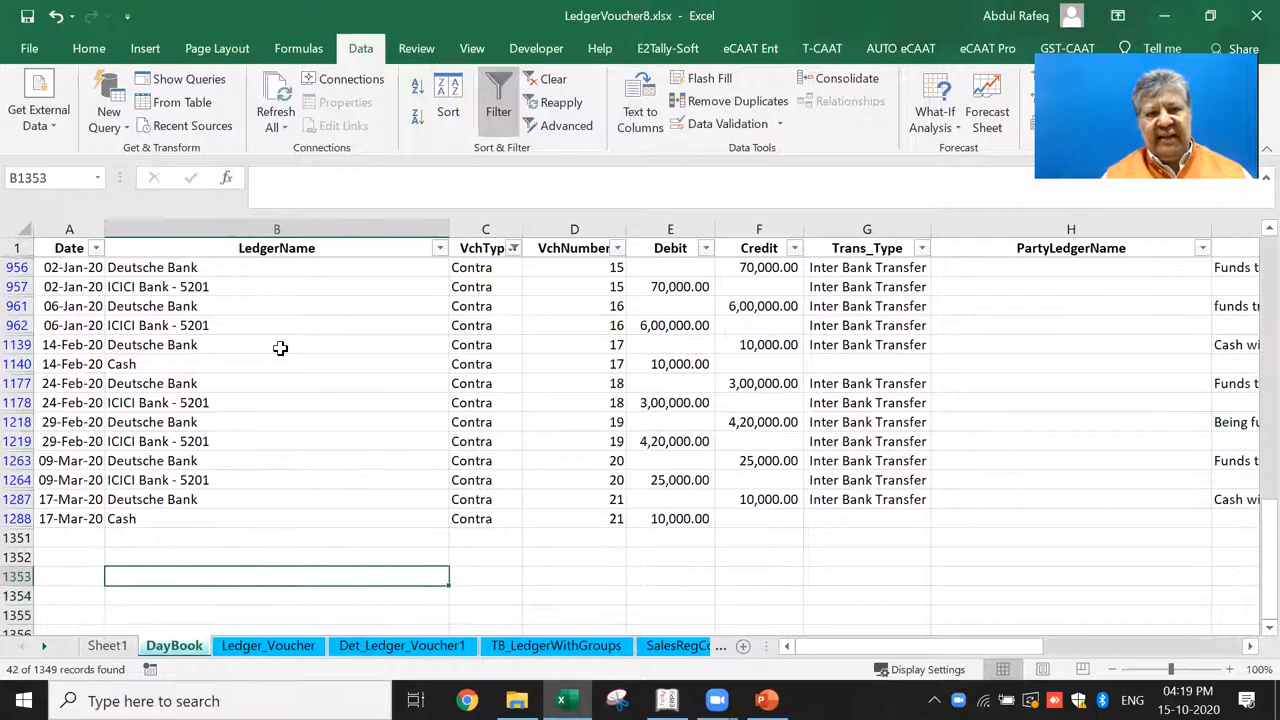 LedgerVoucher8.xlsx - Excel
Abdul Rafeq
File Home Insert Page Layout Formulas Data Review View Developer Help E2Tally-Soft eCAAT Ent T-CAAT AUTO eCAAT eCAAT Pro GST-CAAT Tell me Share
Get External Data
New Query
Show Queries
From Table
Recent Sources
Get & Transform
Refresh All
Connections
Properties
Edit Links
Connections
Sort
Filter
Clear
Reapply
Advanced
Sort & Filter
Text to Columns
Flash Fill
Remove Duplicates
Data Validation
Consolidate
Relationships
Data Tools
What-If Analysis
Forecast Sheet
Forecast
B1353
fx
A B C D E F G H
1 Date LedgerName VchTyp VchNumber Debit Credit Trans_Type PartyLedgerName
956 02-Jan-20 Deutsche Bank Contra 15 70,000.00 Inter Bank Transfer Funds t
957 02-Jan-20 ICICI Bank - 5201 Contra 15 70,000.00 Inter Bank Transfer
961 06-Jan-20 Deutsche Bank Contra 16 6,00,000.00 Inter Bank Transfer funds tr
962 06-Jan-20 ICICI Bank - 5201 Contra 16 6,00,000.00 Inter Bank Transfer
1139 14-Feb-20 Deutsche Bank Contra 17 10,000.00 Inter Bank Transfer Cash wi
1140 14-Feb-20 Cash Contra 17 10,000.00
1177 24-Feb-20 Deutsche Bank Contra 18 3,00,000.00 Inter Bank Transfer Funds t
1178 24-Feb-20 ICICI Bank - 5201 Contra 18 3,00,000.00 Inter Bank Transfer
1218 29-Feb-20 Deutsche Bank Contra 19 4,20,000.00 Inter Bank Transfer Being fu
1219 29-Feb-20 ICICI Bank - 5201 Contra 19 4,20,000.00 Inter Bank Transfer
1263 09-Mar-20 Deutsche Bank Contra 20 25,000.00 Inter Bank Transfer Funds t
1264 09-Mar-20 ICICI Bank - 5201 Contra 20 25,000.00 Inter Bank Transfer
1287 17-Mar-20 Deutsche Bank Contra 21 10,000.00 Inter Bank Transfer Cash wi
1288 17-Mar-20 Cash Contra 21 10,000.00
1351
1352
1353
1354
1355
1356
Sheet1 DayBook Ledger_Voucher Det_Ledger_Voucher1 TB_LedgerWithGroups SalesRegCo ...
42 of 1349 records found
Display Settings
100%
Type here to search
ENG
04:19 PM
15-10-2020